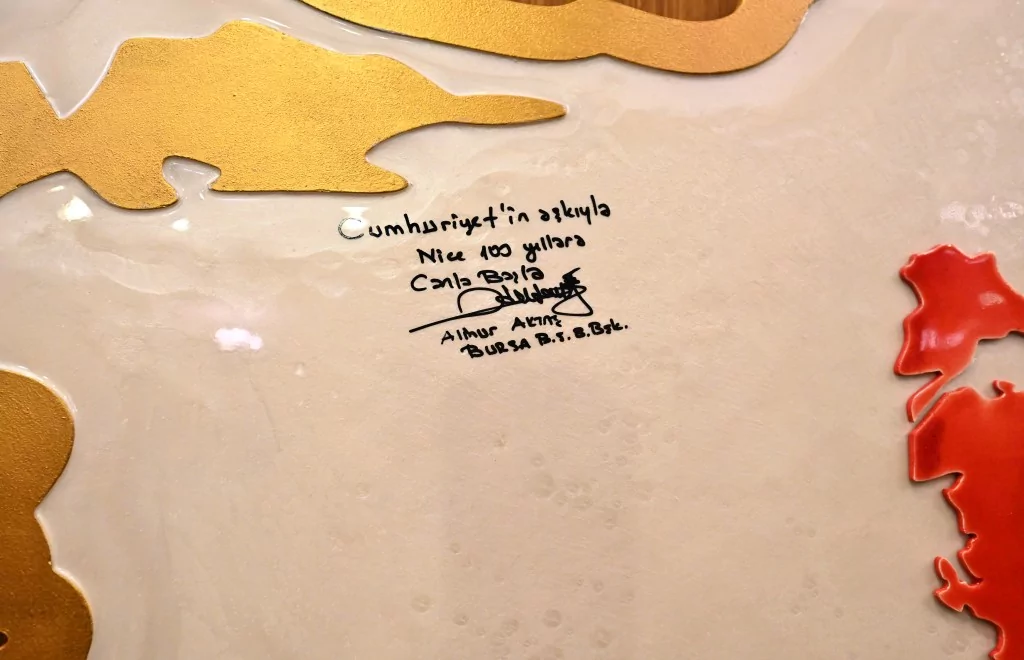 Cumhuriyet'in aşkıyla
Nice 100 yıllara
Canla Başla
Alinur Aktaş
BURSA B.Ş.B.Bşk.